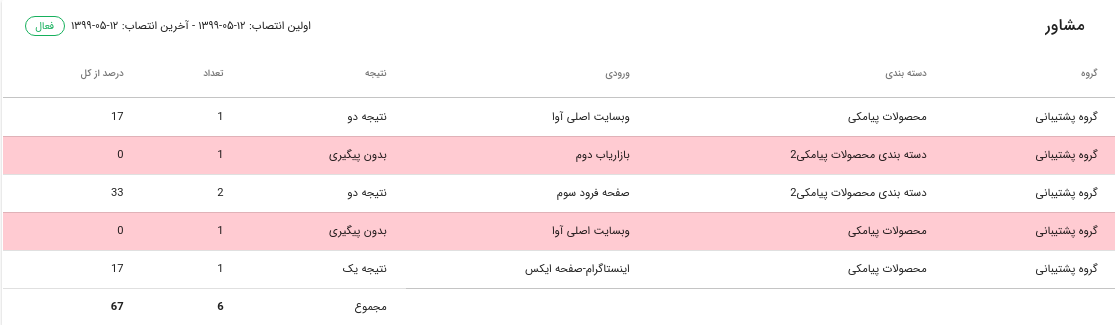 مشاور
اولین انتصاب: ۱۳۹۹-۰۵-۱۲ - آخرین انتصاب: ۱۳۹۹-۰۵-۱۲ فعال
گروه دسته بندی ورودی نتیجه تعداد درصد از کل
گروه پشتیبانی محصولات پیامکی وبسایت اصلی آوا نتیجه دو 1 17
گروه پشتیبانی دسته بندی محصولات پیامکی2 بازاریاب دوم بدون پیگیری 1 0
گروه پشتیبانی دسته بندی محصولات پیامکی2 صفحه فرود سوم نتیجه دو 2 33
گروه پشتیبانی محصولات پیامکی وبسایت اصلی آوا بدون پیگیری 1 0
گروه پشتیبانی محصولات پیامکی اینستاگرام-صفحه ایکس نتیجه یک 1 17
مجموع 6 67